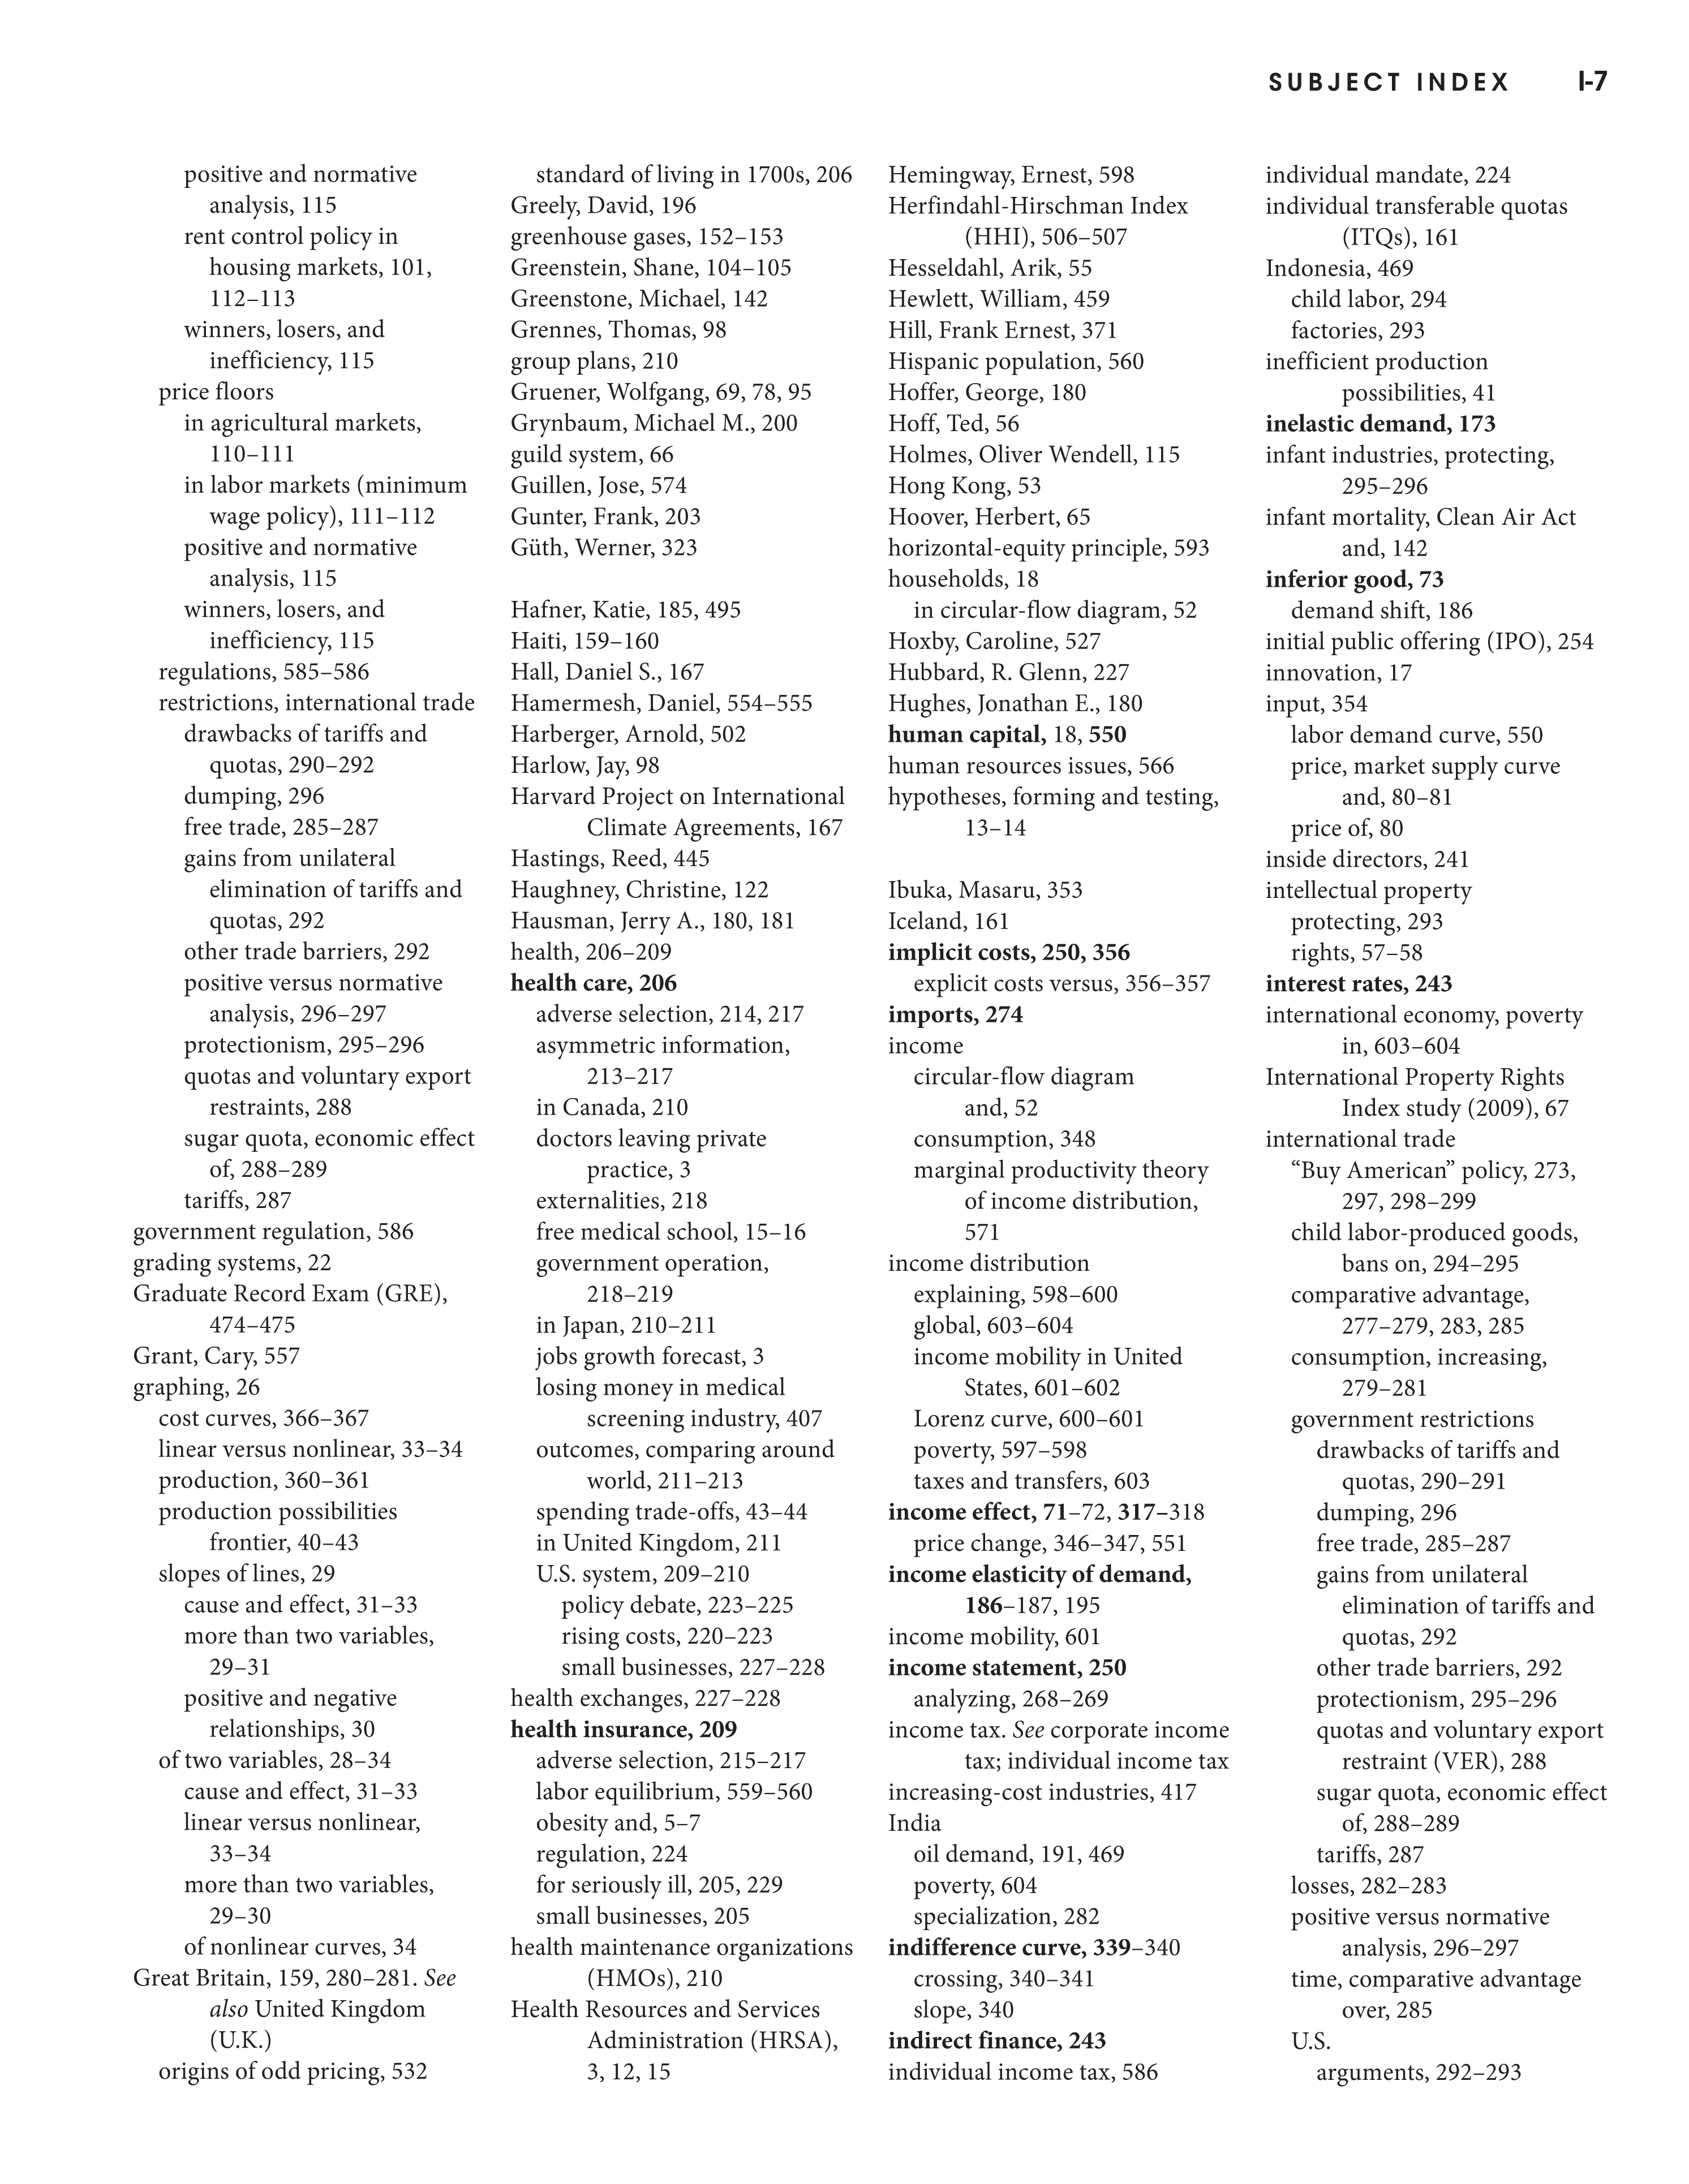 SUBJECT INDEX I-7
positive and normative
analysis, 115
rent control policy in
housing markets, 101,
112–113
winners, losers, and
inefficiency, 115
price floors
in agricultural markets,
110–111
in labor markets (minimum
wage policy), 111–112
positive and normative
analysis, 115
winners, losers, and
inefficiency, 115
regulations, 585–586
restrictions, international trade
drawbacks of tariffs and
quotas, 290–292
dumping, 296
free trade, 285–287
gains from unilateral
elimination of tariffs and
quotas, 292
other trade barriers, 292
positive versus normative
analysis, 296–297
protectionism, 295–296
quotas and voluntary export
restraints, 288
sugar quota, economic effect
of, 288–289
tariffs, 287
government regulation, 586
grading systems, 22
Graduate Record Exam (GRE),
474–475
Grant, Cary, 557
graphing, 26
cost curves, 366–367
linear versus nonlinear, 33–34
production, 360–361
production possibilities
frontier, 40–43
slopes of lines, 29
cause and effect, 31–33
more than two variables,
29–31
positive and negative
relationships, 30
of two variables, 28–34
cause and effect, 31–33
linear versus nonlinear,
33–34
more than two variables,
29–30
of nonlinear curves, 34
Great Britain, 159, 280–281. See
also United Kingdom
(U.K.)
origins of odd pricing, 532
standard of living in 1700s, 206
Greely, David, 196
greenhouse gases, 152–153
Greenstein, Shane, 104–105
Greenstone, Michael, 142
Grennes, Thomas, 98
group plans, 210
Gruener, Wolfgang, 69, 78, 95
Grynbaum, Michael M., 200
guild system, 66
Guillen, Jose, 574
Gunter, Frank, 203
Güth, Werner, 323
Hafner, Katie, 185, 495
Haiti, 159–160
Hall, Daniel S., 167
Hamermesh, Daniel, 554–555
Harberger, Arnold, 502
Harlow, Jay, 98
Harvard Project on International
Climate Agreements, 167
Hastings, Reed, 445
Haughney, Christine, 122
Hausman, Jerry A., 180, 181
health, 206–209
health care, 206
adverse selection, 214, 217
asymmetric information,
213–217
in Canada, 210
doctors leaving private
practice, 3
externalities, 218
free medical school, 15–16
government operation,
218–219
in Japan, 210–211
jobs growth forecast, 3
losing money in medical
screening industry, 407
outcomes, comparing around
world, 211–213
spending trade-offs, 43–44
in United Kingdom, 211
U.S. system, 209–210
policy debate, 223–225
rising costs, 220–223
small businesses, 227–228
health exchanges, 227–228
health insurance, 209
adverse selection, 215–217
labor equilibrium, 559–560
obesity and, 5–7
regulation, 224
for seriously ill, 205, 229
small businesses, 205
health maintenance organizations
(HMOs), 210
Health Resources and Services
Administration (HRSA),
3, 12, 15
Hemingway, Ernest, 598
Herfindahl-Hirschman Index
(HHI), 506–507
Hesseldahl, Arik, 55
Hewlett, William, 459
Hill, Frank Ernest, 371
Hispanic population, 560
Hoffer, George, 180
Hoff, Ted, 56
Holmes, Oliver Wendell, 115
Hong Kong, 53
Hoover, Herbert, 65
horizontal-equity principle, 593
households, 18
in circular-flow diagram, 52
Hoxby, Caroline, 527
Hubbard, R. Glenn, 227
Hughes, Jonathan E., 180
human capital, 18, 550
human resources issues, 566
hypotheses, forming and testing,
13–14
Ibuka, Masaru, 353
Iceland, 161
implicit costs, 250, 356
explicit costs versus, 356–357
imports, 274
income
circular-flow diagram
and, 52
consumption, 348
marginal productivity theory
of income distribution,
571
income distribution
explaining, 598–600
global, 603–604
income mobility in United
States, 601–602
Lorenz curve, 600–601
poverty, 597–598
taxes and transfers, 603
income effect, 71–72, 317–318
price change, 346–347, 551
income elasticity of demand,
186–187, 195
income mobility, 601
income statement, 250
analyzing, 268–269
income tax. See corporate income
tax; individual income tax
increasing-cost industries, 417
India
oil demand, 191, 469
poverty, 604
specialization, 282
indifference curve, 339–340
crossing, 340–341
slope, 340
indirect finance, 243
individual income tax, 586
individual mandate, 224
individual transferable quotas
(ITQs), 161
Indonesia, 469
child labor, 294
factories, 293
inefficient production
possibilities, 41
inelastic demand, 173
infant industries, protecting,
295–296
infant mortality, Clean Air Act
and, 142
inferior good, 73
demand shift, 186
initial public offering (IPO), 254
innovation, 17
input, 354
labor demand curve, 550
price, market supply curve
and, 80–81
price of, 80
inside directors, 241
intellectual property
protecting, 293
rights, 57–58
interest rates, 243
international economy, poverty
in, 603–604
International Property Rights
Index study (2009), 67
international trade
“Buy American” policy, 273,
297, 298–299
child labor-produced goods,
bans on, 294–295
comparative advantage,
277–279, 283, 285
consumption, increasing,
279–281
government restrictions
drawbacks of tariffs and
quotas, 290–291
dumping, 296
free trade, 285–287
gains from unilateral
elimination of tariffs and
quotas, 292
other trade barriers, 292
protectionism, 295–296
quotas and voluntary export
restraint (VER), 288
sugar quota, economic effect
of, 288–289
tariffs, 287
losses, 282–283
positive versus normative
analysis, 296–297
time, comparative advantage
over, 285
U.S.
arguments, 292–293